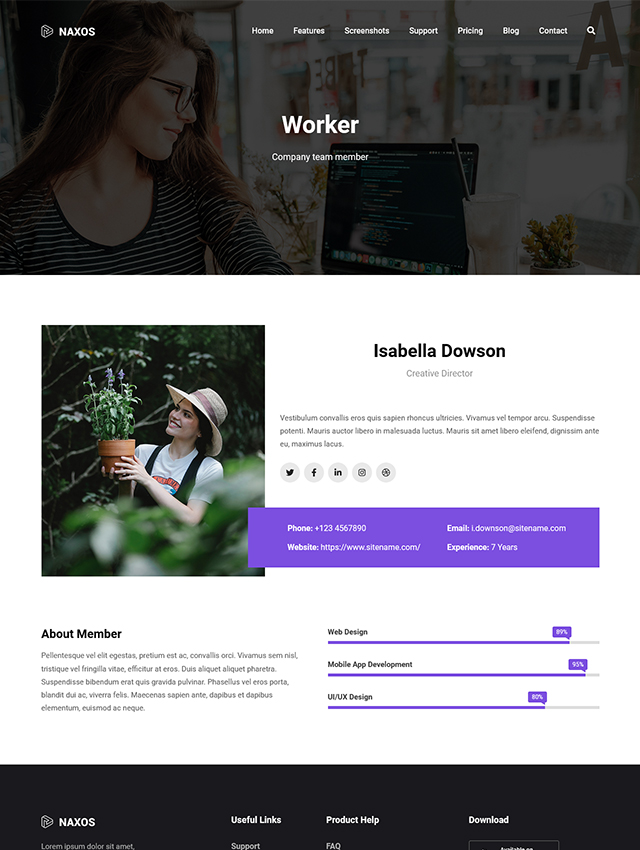 NAXOS
Home Features Screenshots Support Pricing Blog Contact
Worker
Company team member
Isabella Dowson
Creative Director
Vestibulum convallis eros quis sapien rhoncus ultricies. Vivamus vel tempor arcu. Suspendisse
potenti. Mauris auctor libero in malesuada luctus. Mauris sit amet libero eleifend, dignissim ante
eu, maximus lacus.
Phone: +123 4567890
Email: i.downson@sitename.com
Website: https://www.sitename.com/
Experience: 7 Years
About Member
Pellentesque vel elit egestas, pretium est ac, convallis orci. Vivamus sem nisl,
tristique vel fringilla vitae, efficitur at eros. Duis aliquet aliquet pharetra.
Suspendisse bibendum erat quis gravida pulvinar. Phasellus vel eros porta,
blandit dui ac, viverra felis. Maecenas sapien ante, dapibus et dapibus
elementum, euismod ac neque.
Web Design 89%
Mobile App Development 95%
UI/UX Design 80%
NAXOS
Lorem ipsum dolor sit amet,
Useful Links
Support
Product Help
FAQ
Download
Available on